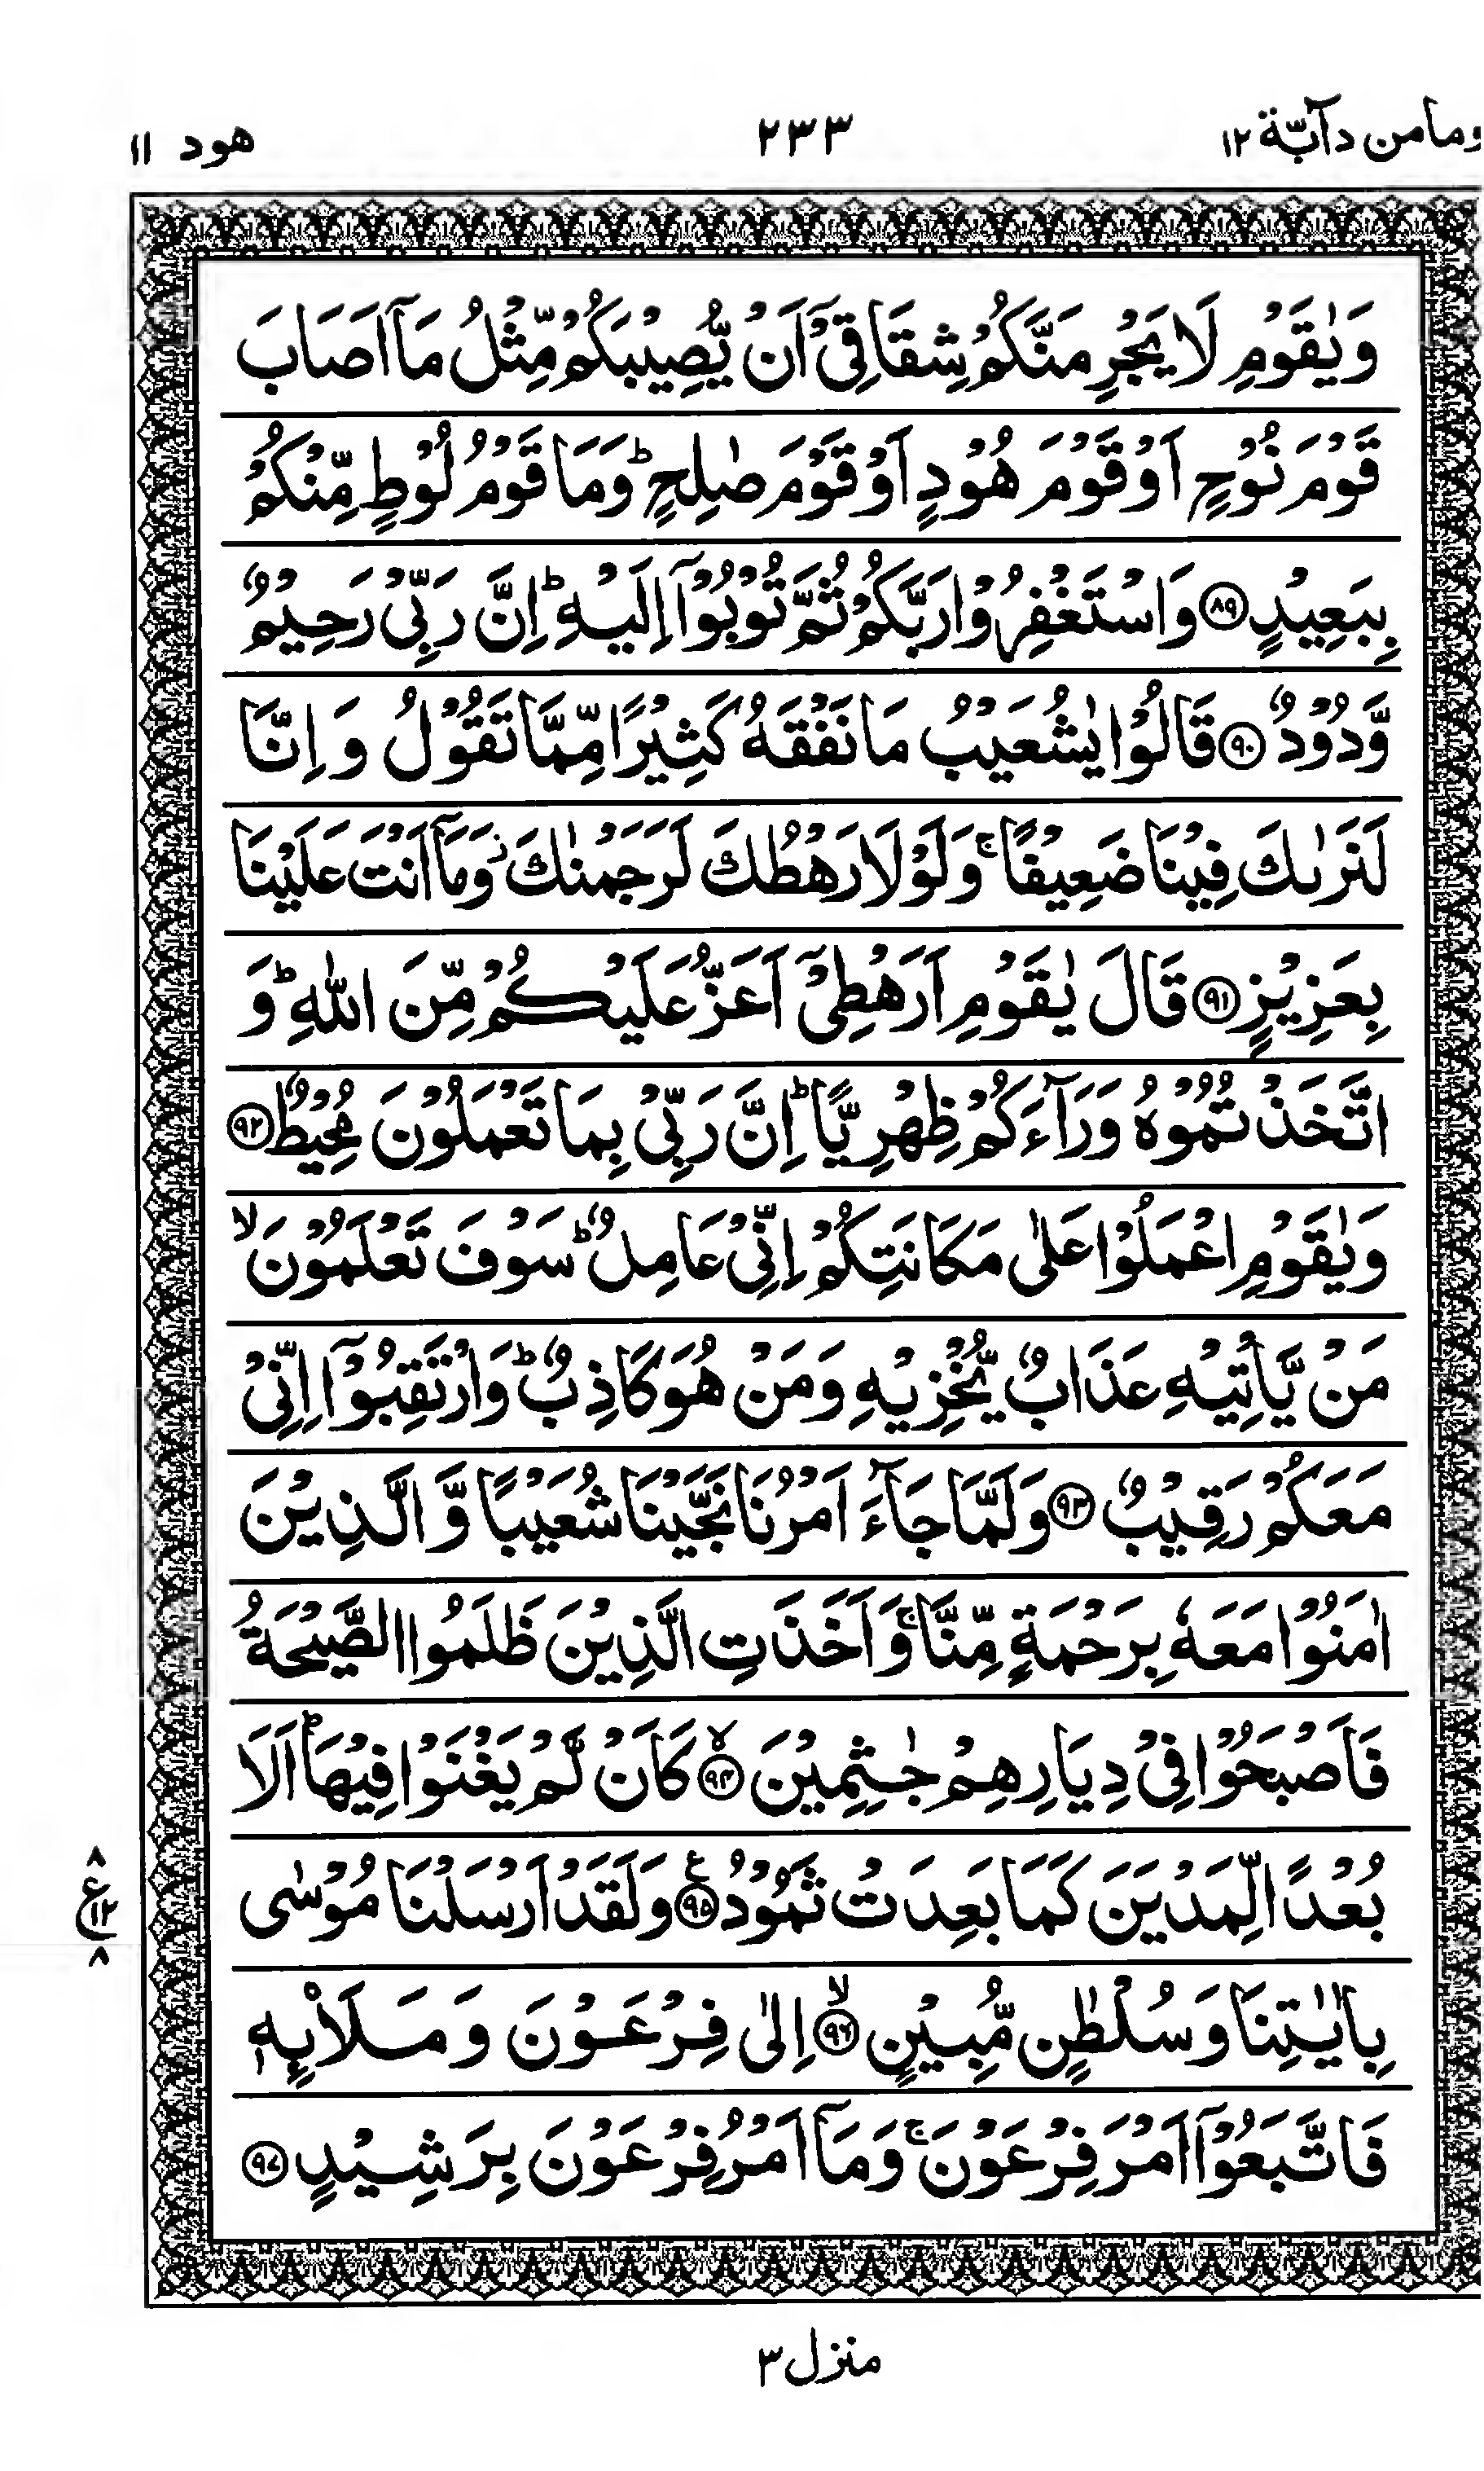 ومامن دآبّة ١٢
٢٣٣
هود ١١
وَيٰقَوْمِ لَا يَجْرِمَنَّكُمْ شِقَاقِىْٓ اَنْ يُّصِيْبَكُمْ مِّثْلُ مَآ اَصَابَ
قَوْمَ نُوْحٍ اَوْ قَوْمَ هُوْدٍ اَوْ قَوْمَ صٰلِحٍ ؕ وَمَا قَوْمُ لُوْطٍ مِّنْكُمْ
بِبَعِيْدٍ ﴿٨٩﴾ وَاسْتَغْفِرُوْا رَبَّكُمْ ثُمَّ تُوْبُوْٓا اِلَيْهِ ؕ اِنَّ رَبِّىْ رَحِيْمٌ
وَّدُوْدٌ ﴿٩٠﴾ قَالُوْا يٰشُعَيْبُ مَا نَفْقَهُ كَثِيْرًا مِّمَّا تَقُوْلُ وَ اِنَّا
لَنَرٰىكَ فِيْنَا ضَعِيْفًا ۚ وَلَوْلَا رَهْطُكَ لَرَجَمْنٰكَ ؗ وَمَآ اَنْتَ عَلَيْنَا
بِعَزِيْزٍ ﴿٩١﴾ قَالَ يٰقَوْمِ اَرَهْطِىْٓ اَعَزُّ عَلَيْكُمْ مِّنَ اللّٰهِ ؕ وَ
اتَّخَذْتُمُوْهُ وَرَآءَكُمْ ظِهْرِيًّا ؕ اِنَّ رَبِّىْ بِمَا تَعْمَلُوْنَ مُحِيْطٌ ﴿٩٢﴾
وَيٰقَوْمِ اعْمَلُوْا عَلٰى مَكَانَتِكُمْ اِنِّىْ عَامِلٌ ؕ سَوْفَ تَعْلَمُوْنَ ۙ
مَنْ يَّاْتِيْهِ عَذَابٌ يُّخْزِيْهِ وَمَنْ هُوَ كَاذِبٌ ؕ وَارْتَقِبُوْٓا اِنِّىْ
مَعَكُمْ رَقِيْبٌ ﴿٩٣﴾ وَلَمَّا جَآءَ اَمْرُنَا نَجَّيْنَا شُعَيْبًا وَّ الَّذِيْنَ
اٰمَنُوْا مَعَهٗ بِرَحْمَةٍ مِّنَّا ۚ وَاَخَذَتِ الَّذِيْنَ ظَلَمُوا الصَّيْحَةُ
فَاَصْبَحُوْا فِىْ دِيَارِهِمْ جٰثِمِيْنَ ﴿٩٤﴾ۙ كَاَنْ لَّمْ يَغْنَوْا فِيْهَا ؕ اَلَا
بُعْدًا لِّمَدْيَنَ كَمَا بَعِدَتْ ثَمُوْدُ ﴿٩٥﴾ع وَلَقَدْ اَرْسَلْنَا مُوْسٰى
بِاٰيٰتِنَا وَ سُلْطٰنٍ مُّبِيْنٍ ﴿٩٦﴾ۙ اِلٰى فِرْعَوْنَ وَ مَلَا۟ىِٕهٖ
فَاتَّبَعُوْٓا اَمْرَ فِرْعَوْنَ ۚ وَمَآ اَمْرُ فِرْعَوْنَ بِرَشِيْدٍ ﴿٩٧﴾
٨
ع ١٢
٨
منزل ٣